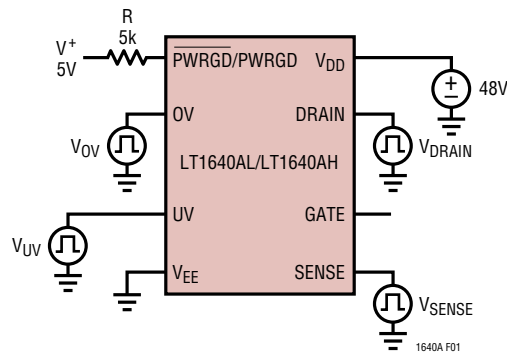 R
5k
V+
5V
PWRGD/PWRGD
VDD
+
−
48V
OV
DRAIN
VOV
VDRAIN
LT1640AL/LT1640AH
UV
GATE
VUV
VEE
SENSE
VSENSE
1640A F01